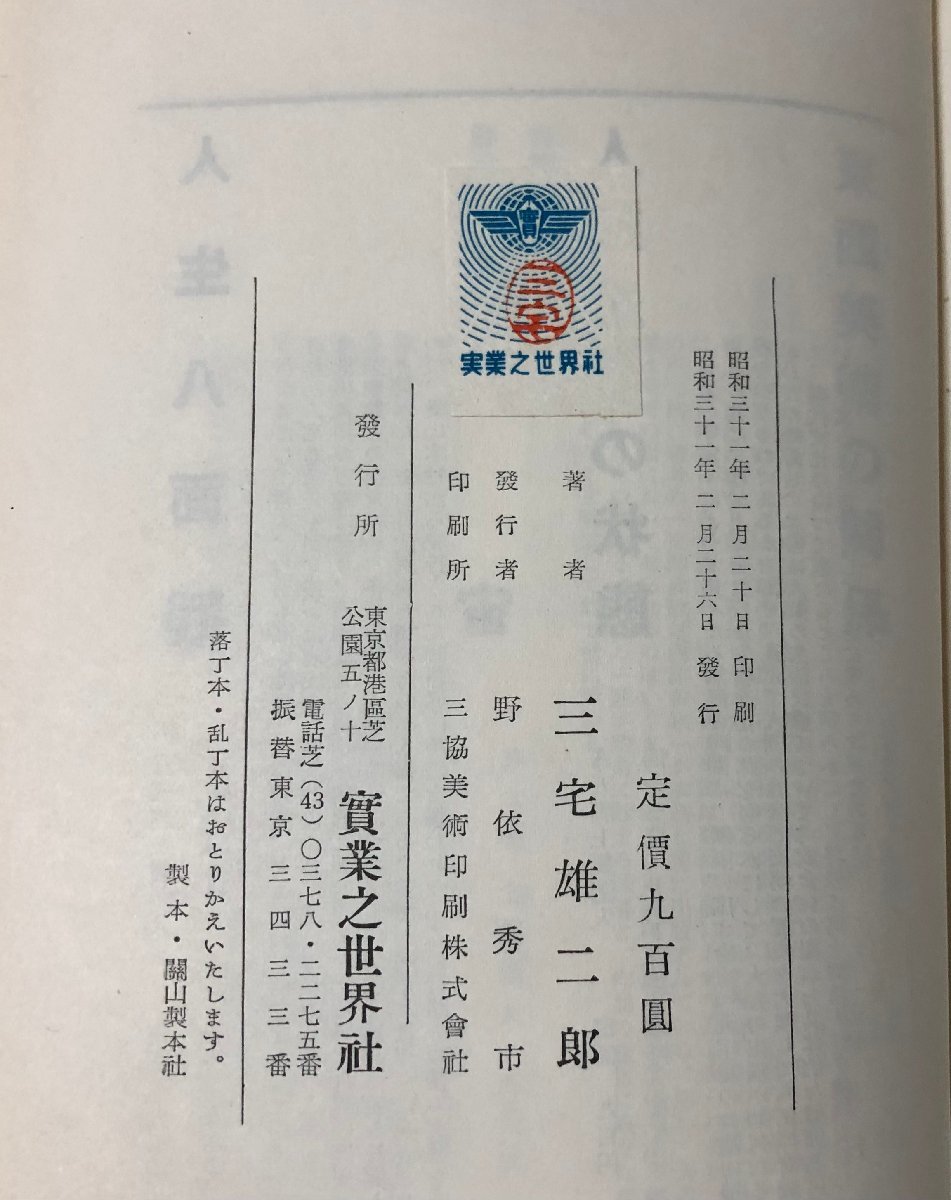 昭和三十一年 二月二十日 印刷
昭和三十一年 二月二十六日 發行
定價九百圓
實
三宅
実業之世界社
著者 三宅雄二郎
發行者 野依秀市
印刷所 三協美術印刷株式會社
發行所 東京都港區芝
公園五ノ十
實業之世界社
電話芝(43)〇三七八・二二七五番
振替東京三四三三番
落丁本・乱丁本はおとりかえいたします。
製本・關山製本社